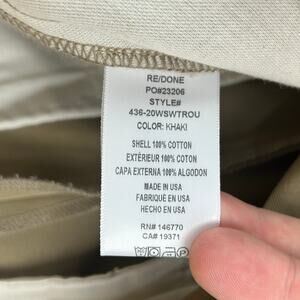 RE/DONE
PO#23206
STYLE#
436-20WSWTROU
COLOR: KHAKI
SHELL 100% COTTON
EXTÉRIEUR 100% COTON
CAPA EXTERNA 100% ALGODON
MADE IN USA
FABRIQUÉ EN USA
HECHO EN USA
RN# 146770
CA# 19371